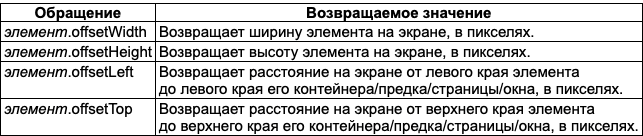 Обращение Возвращаемое значение
элемент.offsetWidth Возвращает ширину элемента на экране, в пикселях.
элемент.offsetHeight Возвращает высоту элемента на экране, в пикселях.
элемент.offsetLeft Возвращает расстояние на экране от левого края элемента
до левого края его контейнера/предка/страницы/окна, в пикселях.
элемент.offsetTop Возвращает расстояние на экране от верхнего края элемента
до верхнего края его контейнера/предка/страницы/окна, в пикселях.